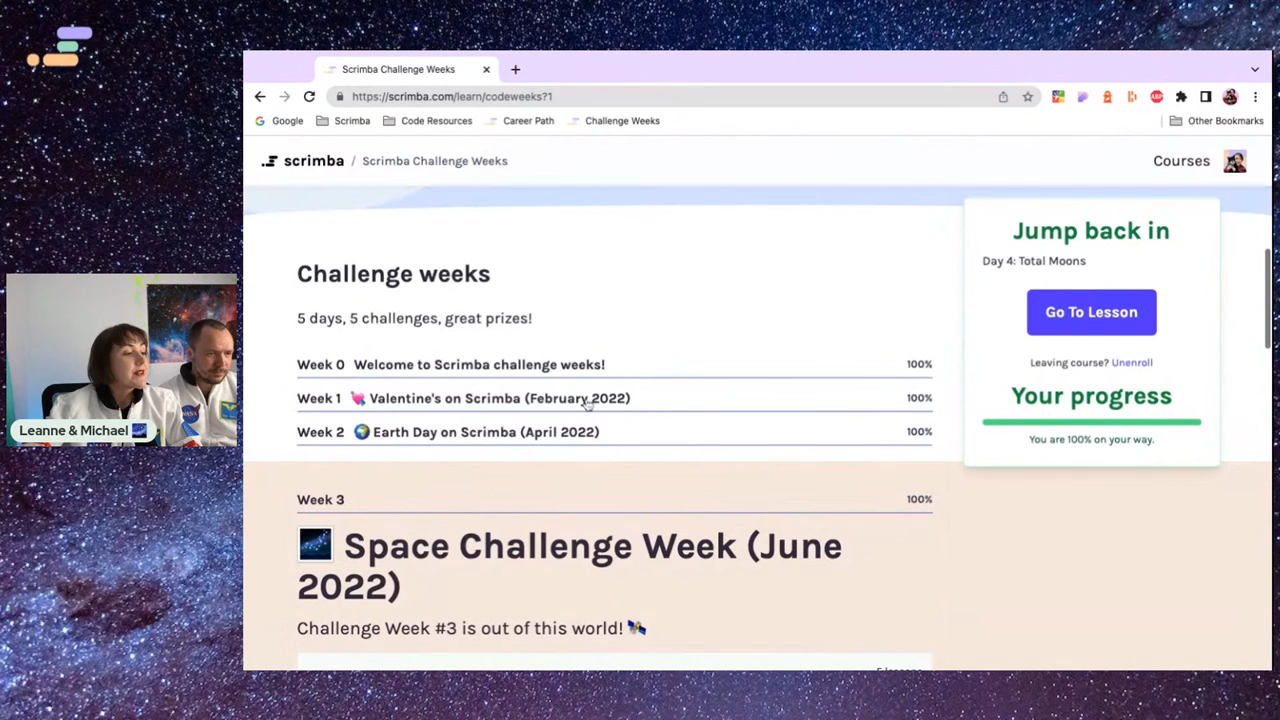 Scrimba Challenge Weeks
https://scrimba.com/learn/codeweeks?1
Google Scrimba Code Resources Career Path Challenge Weeks Other Bookmarks
scrimba / Scrimba Challenge Weeks Courses
Challenge weeks
5 days, 5 challenges, great prizes!
Week 0 Welcome to Scrimba challenge weeks! 100%
Week 1 💘 Valentine's on Scrimba (February 2022) 100%
Week 2 🌍 Earth Day on Scrimba (April 2022) 100%
Week 3 100%
🌌 Space Challenge Week (June
2022)
Challenge Week #3 is out of this world! 🛰️
Jump back in
Day 4: Total Moons
Go To Lesson
Leaving course? Unenroll
Your progress
You are 100% on your way.
Leanne & Michael 🌌
NASA
NASA
ABP